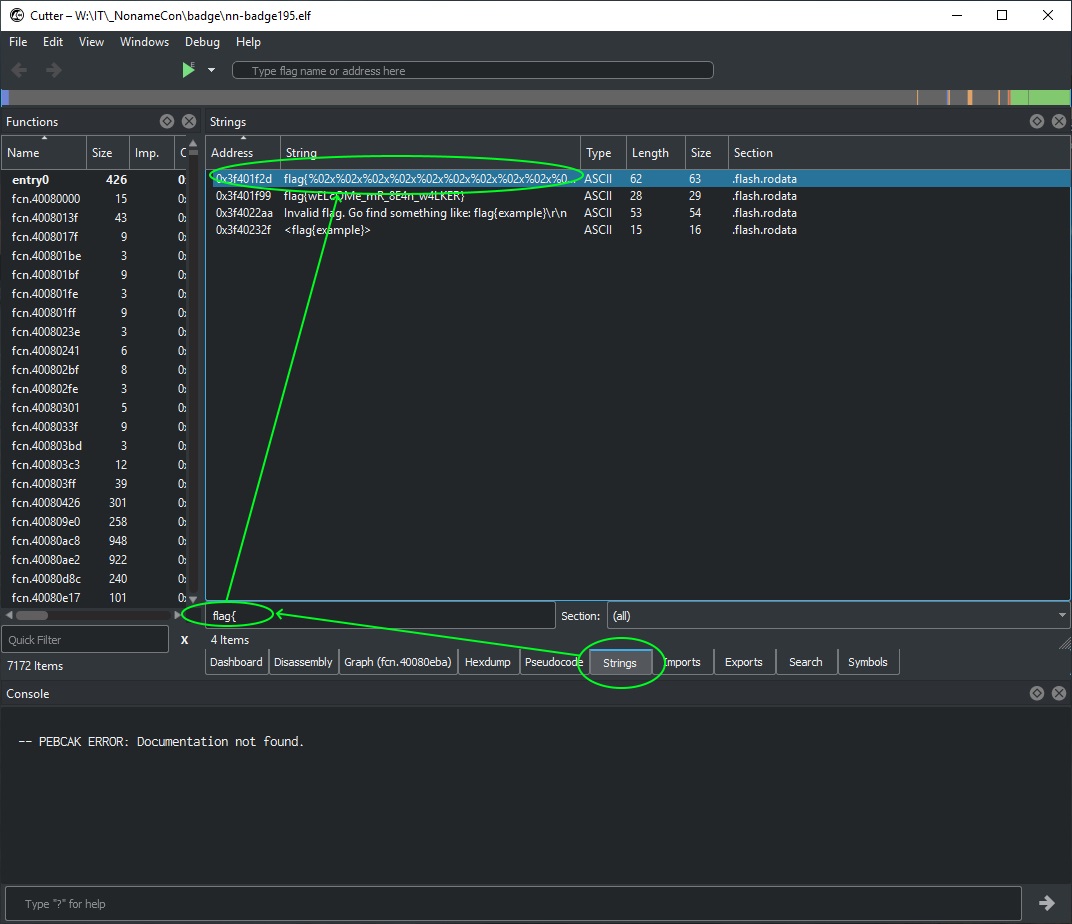 Cutter – W:\IT\_NonameCon\badge\nn-badge195.elf
File Edit View Windows Debug Help
Type flag name or address here
Functions
Name Size Imp.
entry0 426 0
fcn.40080000 15 0
fcn.4008013f 43 0
fcn.4008017f 9 0
fcn.400801be 3 0
fcn.400801bf 9 0
fcn.400801fe 3 0
fcn.400801ff 9 0
fcn.4008023e 3 0
fcn.40080241 6 0
fcn.400802bf 8 0
fcn.400802fe 3 0
fcn.40080301 5 0
fcn.4008033f 9 0
fcn.400803bd 3 0
fcn.400803c3 12 0
fcn.400803ff 39 0
fcn.40080426 301 0
fcn.400809e0 258 0
fcn.40080ac8 948 0
fcn.40080ae2 922 0
fcn.40080d8c 240 0
fcn.40080e17 101 0
Quick Filter X
7172 Items
Strings
Address String Type Length Size Section
0x3f401f2d flag{%02x%02x%02x%02x%02x%02x%02x%02x%02x%0... ASCII 62 63 .flash.rodata
0x3f401f99 flag{wELcOMe_mR_8E4r_w4LKER} ASCII 28 29 .flash.rodata
0x3f4022aa Invalid flag. Go find something like: flag{example}\r\n ASCII 53 54 .flash.rodata
0x3f40232f <flag{example}> ASCII 15 16 .flash.rodata
flag{ Section: (all)
4 Items
Dashboard Disassembly Graph (fcn.40080eba) Hexdump Pseudocode Strings Imports Exports Search Symbols
Console
-- PEBCAK ERROR: Documentation not found.
Type "?" for help